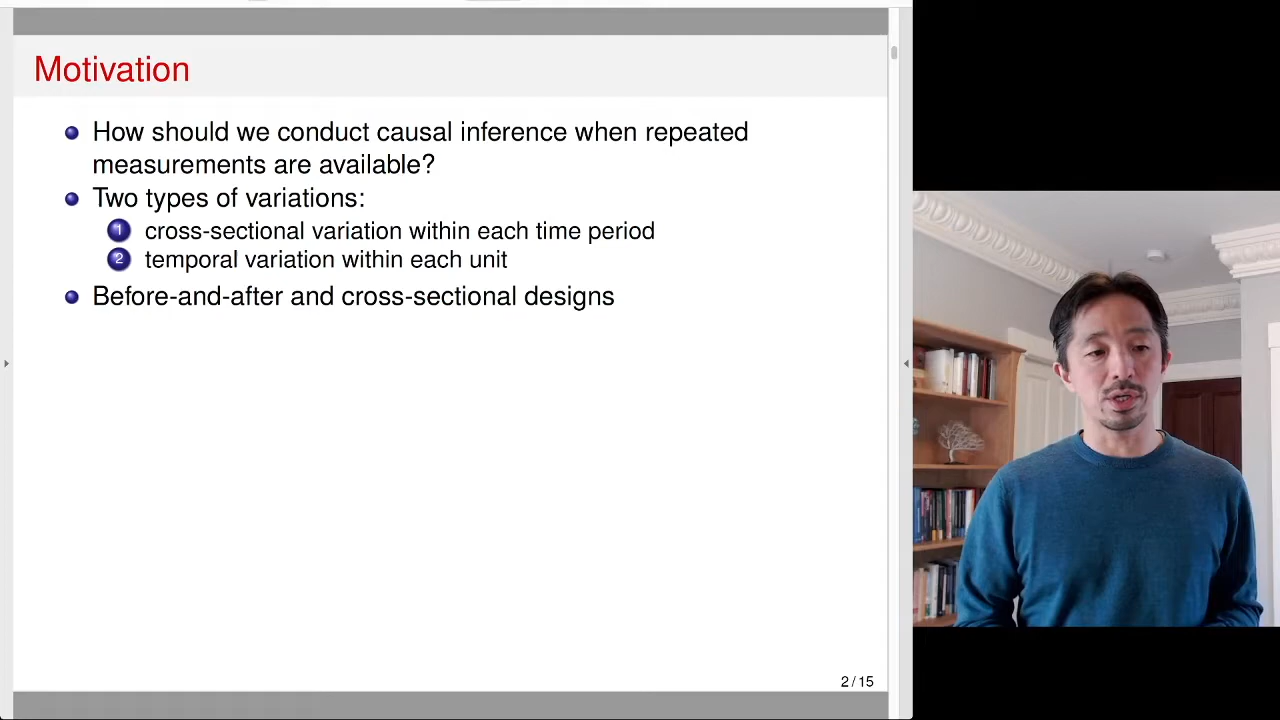 Motivation
How should we conduct causal inference when repeated
measurements are available?
Two types of variations:
1 cross-sectional variation within each time period
2 temporal variation within each unit
Before-and-after and cross-sectional designs
2 / 15